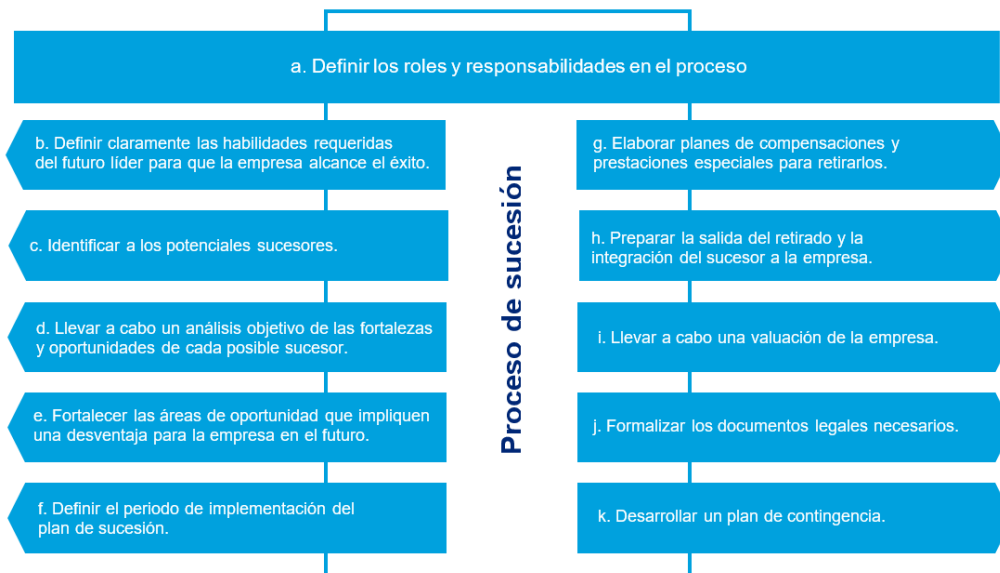 a. Definir los roles y responsabilidades en el proceso
b. Definir claramente las habilidades requeridas
del futuro líder para que la empresa alcance el éxito.
c. Identificar a los potenciales sucesores.
d. Llevar a cabo un análisis objetivo de las fortalezas
y oportunidades de cada posible sucesor.
e. Fortalecer las áreas de oportunidad que impliquen
una desventaja para la empresa en el futuro.
f. Definir el periodo de implementación del
plan de sucesión.
Proceso de sucesión
g. Elaborar planes de compensaciones y
prestaciones especiales para retirarlos.
h. Preparar la salida del retirado y la
integración del sucesor a la empresa.
i. Llevar a cabo una valuación de la empresa.
j. Formalizar los documentos legales necesarios.
k. Desarrollar un plan de contingencia.